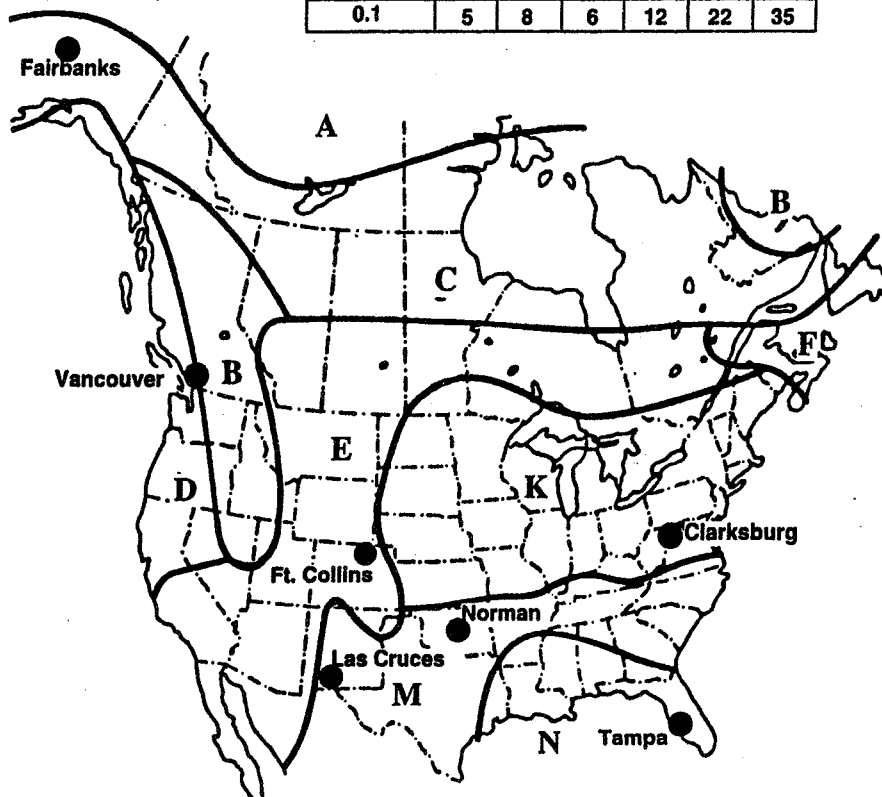 0.1 5 8 6 12 22 35
Fairbanks
A
B
C
F
Vancouver
B
E
D
K
Clarksburg
Ft. Collins
Norman
Las Cruces
M
N
Tampa